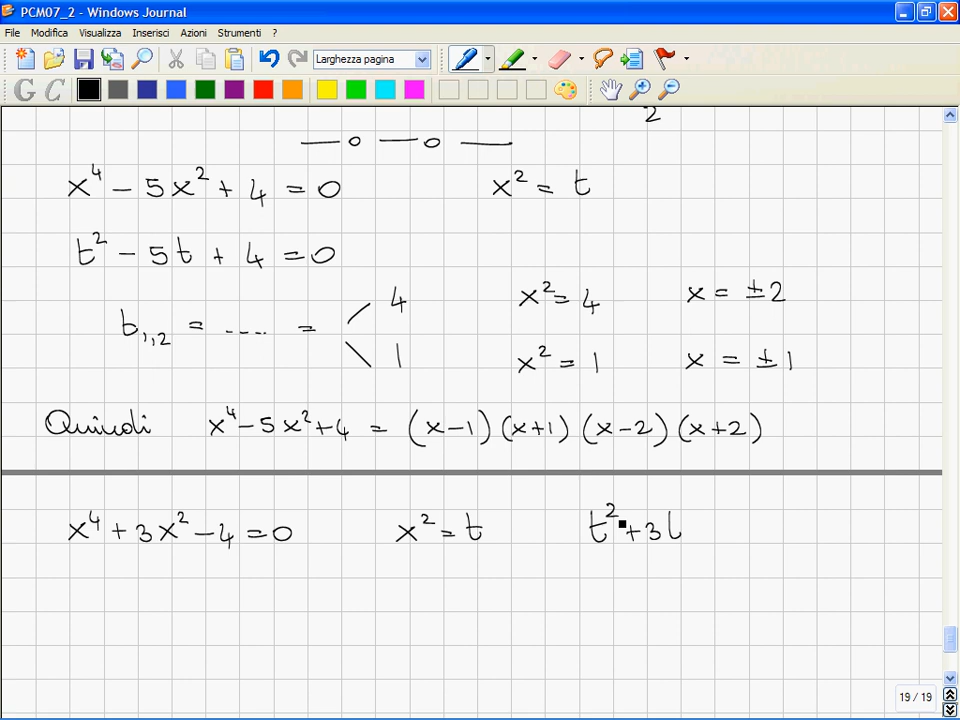 PCM07_2 - Windows Journal
File Modifica Visualizza Inserisci Azioni Strumenti ?
Larghezza pagina
G C
2
x⁴ - 5x² + 4 = 0 x² = t
t² - 5t + 4 = 0
t₁,₂ = .... = 4 x² = 4 x = ±2
1 x² = 1 x = ±1
Quindi x⁴ - 5x² + 4 = (x-1)(x+1)(x-2)(x+2)
x⁴ + 3x² - 4 = 0 x² = t t² + 3t
19 / 19